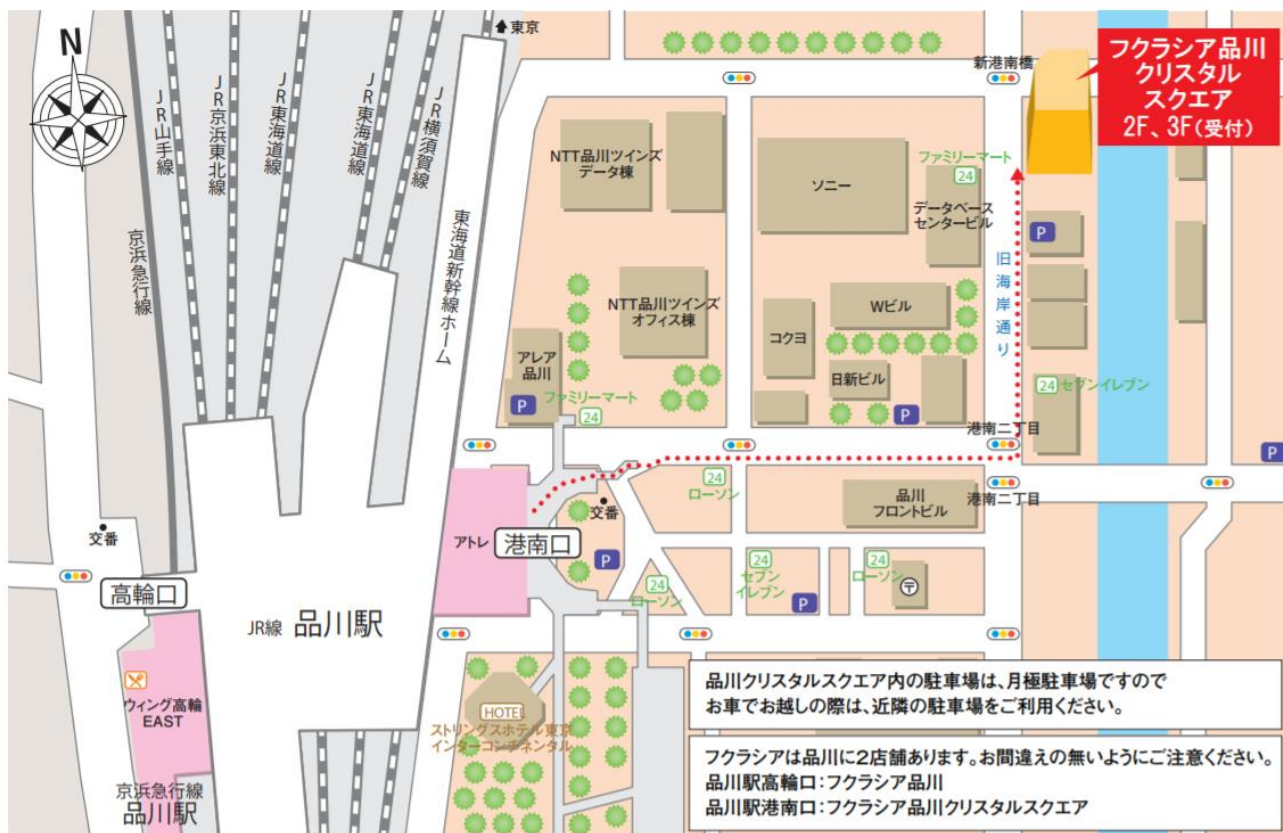 N
東京
JR山手線
JR京浜東北線
JR東海道線
JR東海道線
JR横須賀線
京浜急行線
東海道新幹線ホーム
新港南橋
フクラシア品川
クリスタル
スクエア
2F、3F(受付)
NTT品川ツインズ
データ棟
ソニー
ファミリーマート
24
データベース
センタービル
P
旧海岸通り
NTT品川ツインズ
オフィス棟
Wビル
コクヨ
アレア
品川
日新ビル
24 セブンイレブン
P
ファミリーマート
24
P
港南二丁目
P
24
ローソン
港南二丁目
品川
フロントビル
交番
交番
アトレ
港南口
P
24
ローソン
24
セブン
イレブン
24
ローソン
〒
P
高輪口
JR線 品川駅
ウィング高輪
EAST
HOTEL
ストリングスホテル東京
インターコンチネンタル
京浜急行線
品川駅
品川クリスタルスクエア内の駐車場は、月極駐車場ですので
お車でお越しの際は、近隣の駐車場をご利用ください。
フクラシアは品川に2店舗あります。お間違えの無いようにご注意ください。
品川駅高輪口:フクラシア品川
品川駅港南口:フクラシア品川クリスタルスクエア